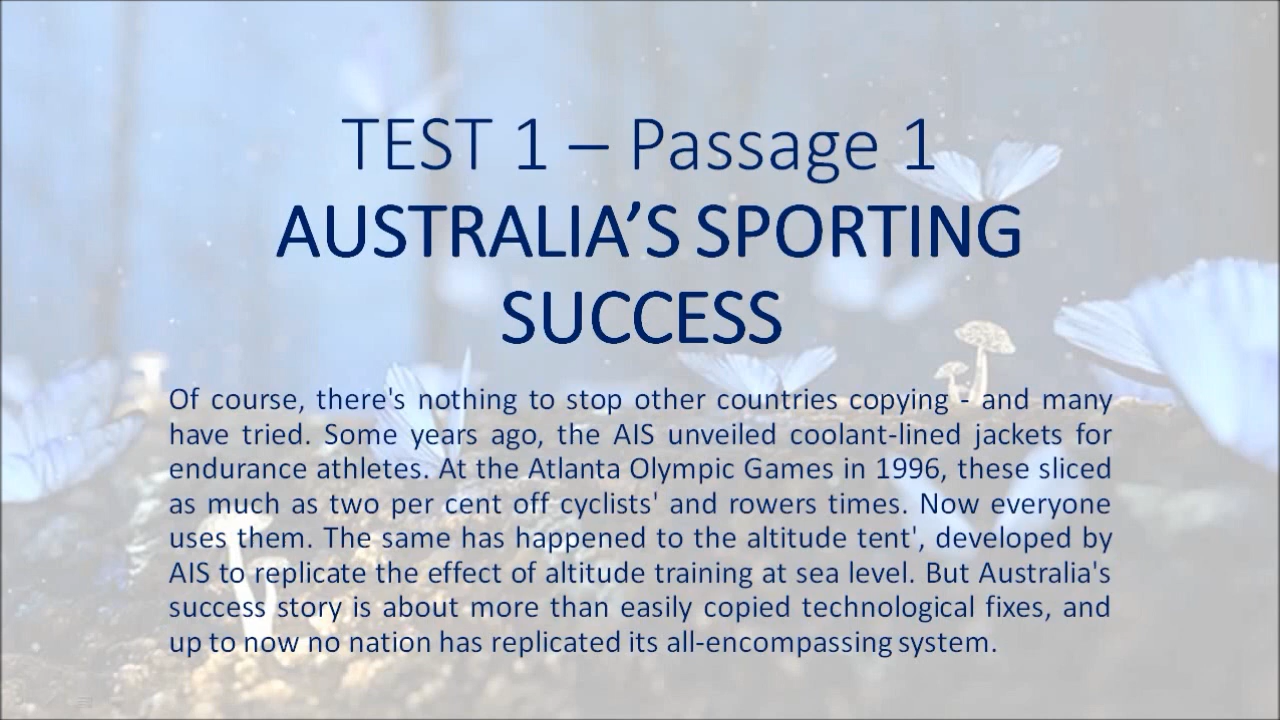 TEST 1 – Passage 1
AUSTRALIA’S SPORTING
SUCCESS
Of course, there's nothing to stop other countries copying - and many
have tried. Some years ago, the AIS unveiled coolant-lined jackets for
endurance athletes. At the Atlanta Olympic Games in 1996, these sliced
as much as two per cent off cyclists' and rowers times. Now everyone
uses them. The same has happened to the altitude tent', developed by
AIS to replicate the effect of altitude training at sea level. But Australia's
success story is about more than easily copied technological fixes, and
up to now no nation has replicated its all-encompassing system.